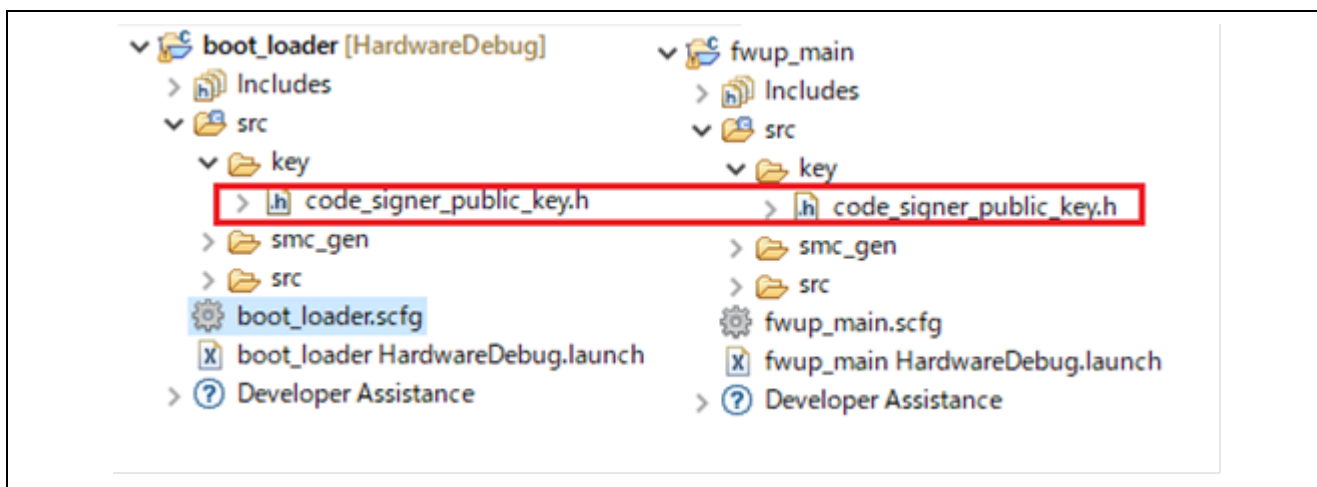 boot_loader [HardwareDebug]
Includes
src
key
code_signer_public_key.h
smc_gen
src
boot_loader.scfg
boot_loader HardwareDebug.launch
Developer Assistance
fwup_main
Includes
src
key
code_signer_public_key.h
smc_gen
src
fwup_main.scfg
fwup_main HardwareDebug.launch
Developer Assistance